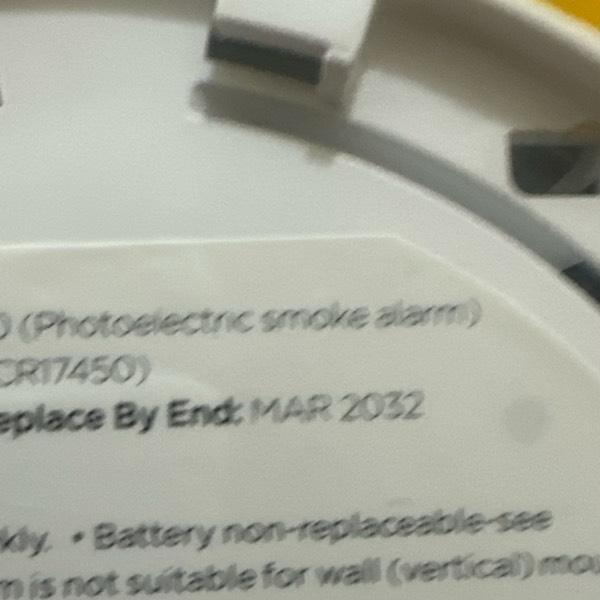 ) (Photoelectric smoke alarm)
CR17450)
eplace By End: MAR 2032
kly. • Battery non-replaceable-see
m is not suitable for wall (vertical) mou